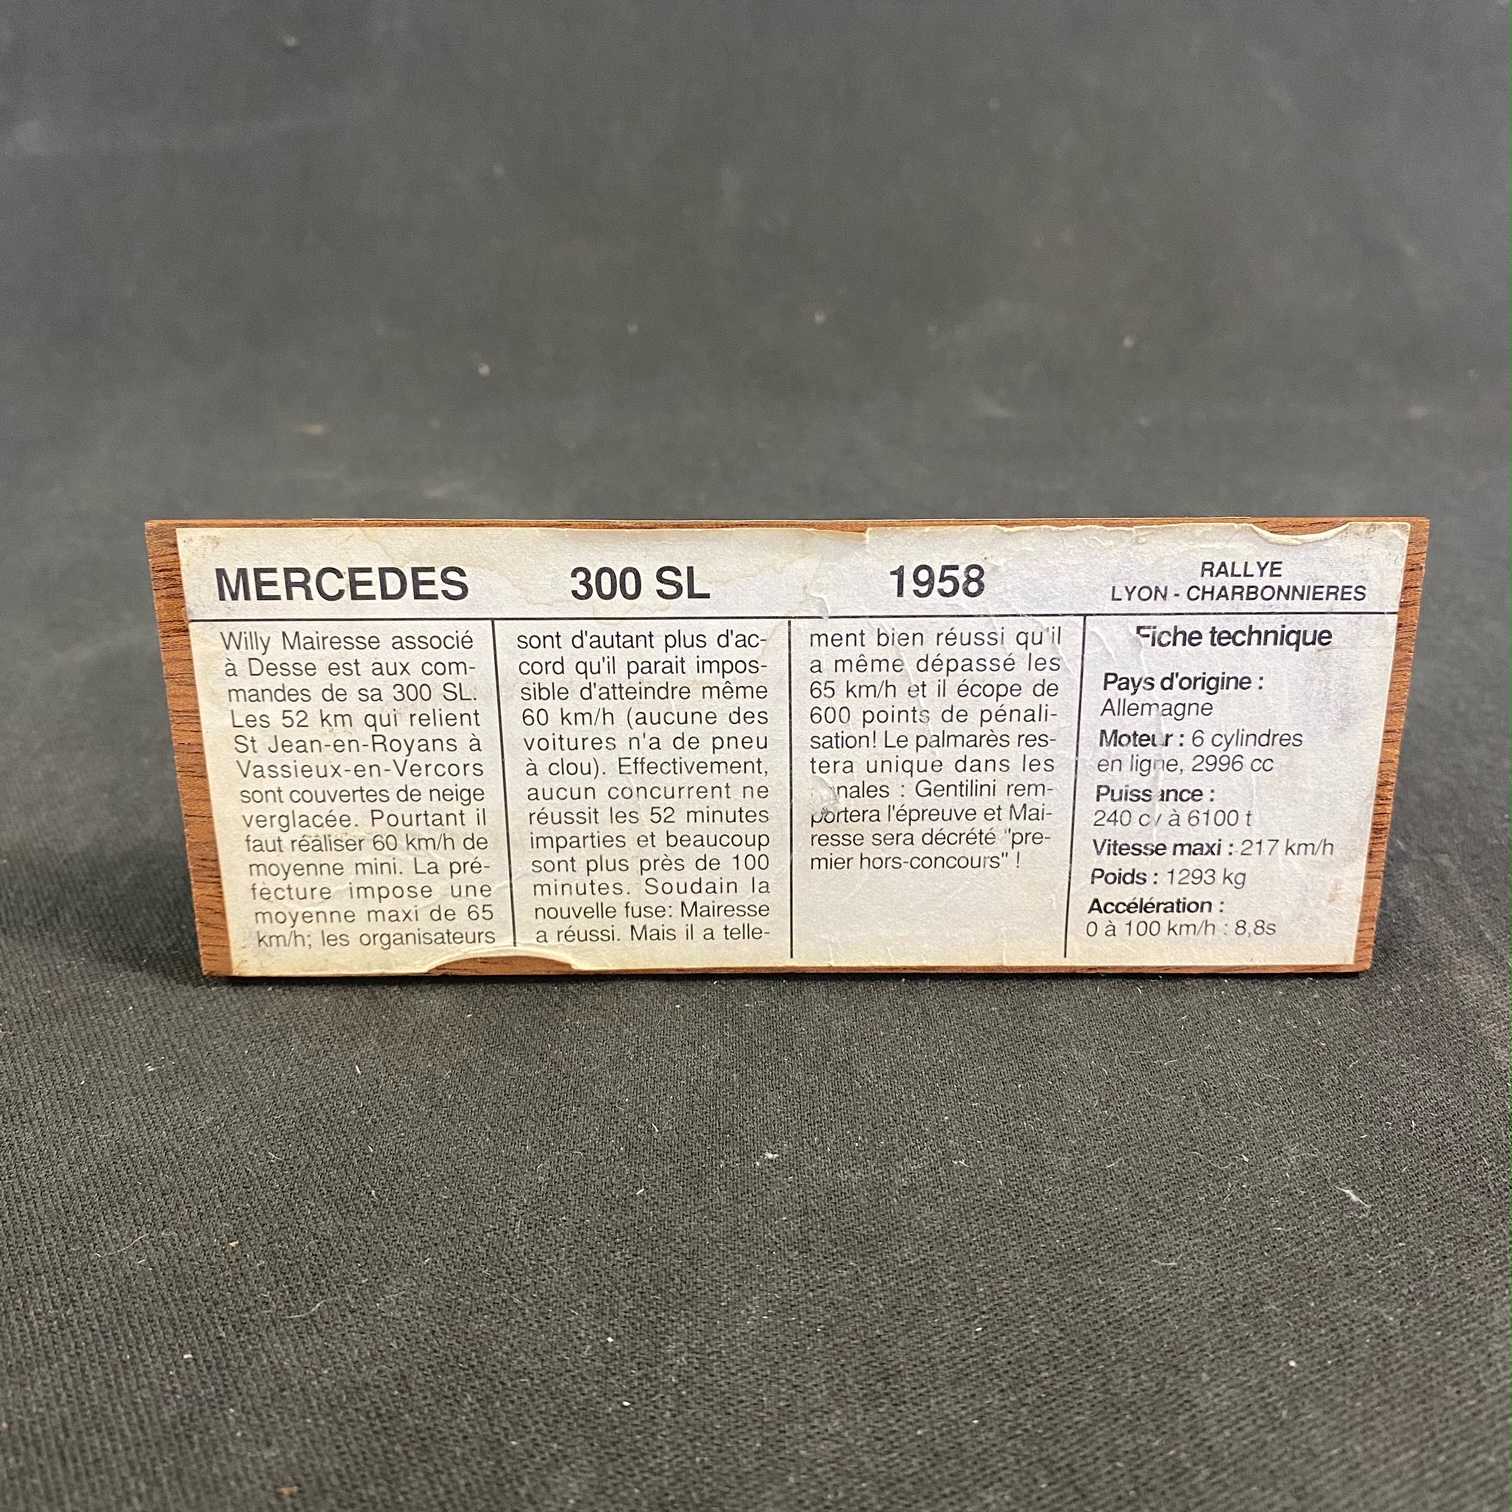 MERCEDES 300 SL 1958 RALLYE
LYON - CHARBONNIERES
Willy Mairesse associé
à Desse est aux com-
mandes de sa 300 SL.
Les 52 km qui relient
St Jean-en-Royans à
Vassieux-en-Vercors
sont couvertes de neige
verglacée. Pourtant il
faut réaliser 60 km/h de
moyenne mini. La pré-
fecture impose une
moyenne maxi de 65
km/h; les organisateurs
sont d'autant plus d'ac-
cord qu'il parait impos-
sible d'atteindre même
60 km/h (aucune des
voitures n'a de pneu
à clou). Effectivement,
aucun concurrent ne
réussit les 52 minutes
imparties et beaucoup
sont plus près de 100
minutes. Soudain la
nouvelle fuse: Mairesse
a réussi. Mais il a telle-
ment bien réussi qu'il
a même dépassé les
65 km/h et il écope de
600 points de pénali-
sation! Le palmarès res-
tera unique dans les
: Gentilini rem-
portera l'épreuve et Mai-
resse sera décrété "pre-
mier hors-concours" !
Fiche technique
Pays d'origine :
Allemagne
Moteur : 6 cylindres
en ligne, 2996 cc
Puissance :
240 cv à 6100 t
Vitesse maxi : 217 km/h
Poids : 1293 kg
Accélération :
0 à 100 km/h : 8,8s